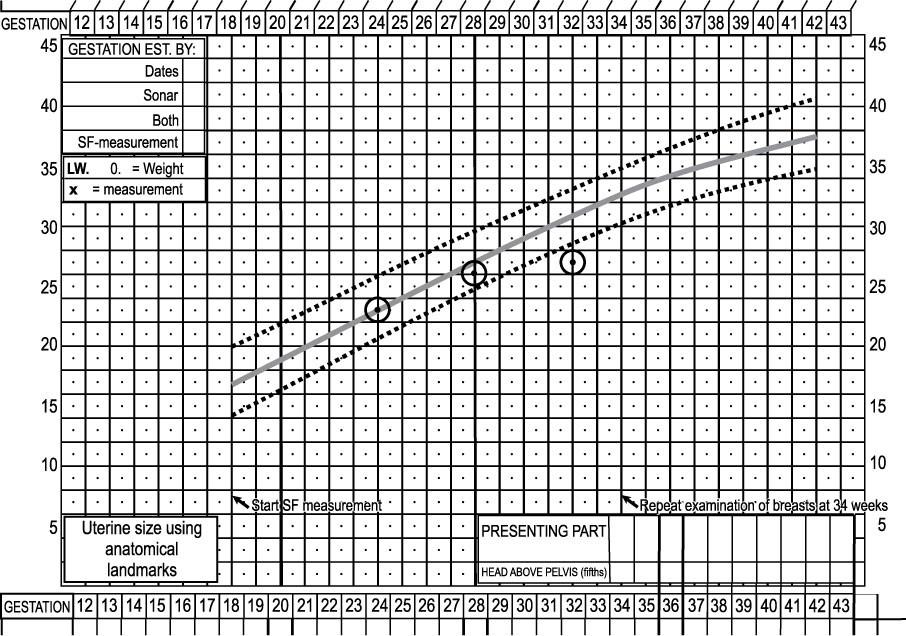 GESTATION 12 13 14 15 16 17 18 19 20 21 22 23 24 25 26 27 28 29 30 31 32 33 34 35 36 37 38 39 40 41 42 43
45 GESTATION EST. BY: 45
Dates
Sonar
40 40
Both
SF-measurement
35 LW. 0. = Weight 35
x = measurement
30 30
25 25
20 20
15 15
10 10
Start SF measurement Repeat examination of breasts at 34 weeks
5 Uterine size using PRESENTING PART 5
anatomical
landmarks HEAD ABOVE PELVIS (fifths)
GESTATION 12 13 14 15 16 17 18 19 20 21 22 23 24 25 26 27 28 29 30 31 32 33 34 35 36 37 38 39 40 41 42 43